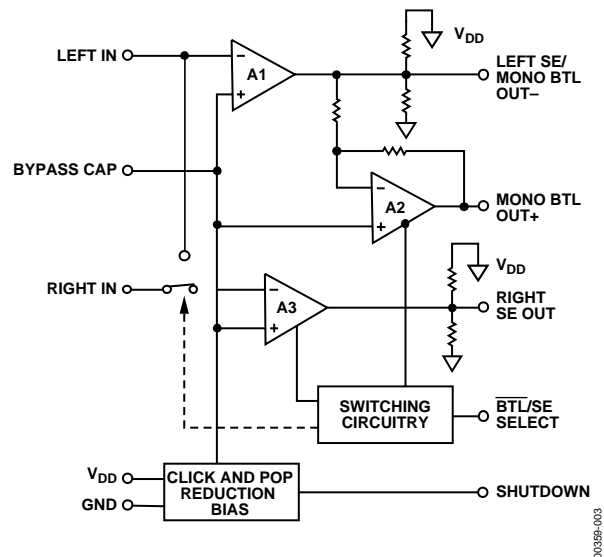 V_DD
LEFT IN
A1
LEFT SE/
MONO BTL
OUT–
BYPASS CAP
A2
MONO BTL
OUT+
V_DD
RIGHT IN
A3
RIGHT
SE OUT
SWITCHING
CIRCUITRY
B̅T̅L̅/SE
SELECT
V_DD
GND
CLICK AND POP
REDUCTION
BIAS
SHUTDOWN
00359-003